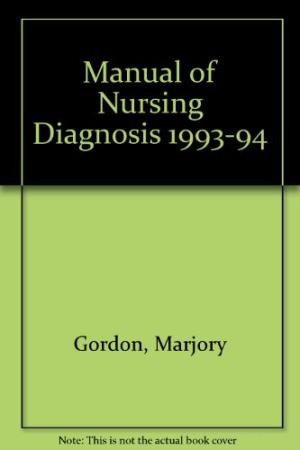 Manual of
Nursing
Diagnosis 1993-94
Gordon, Marjory
Note: This is not the actual book cover